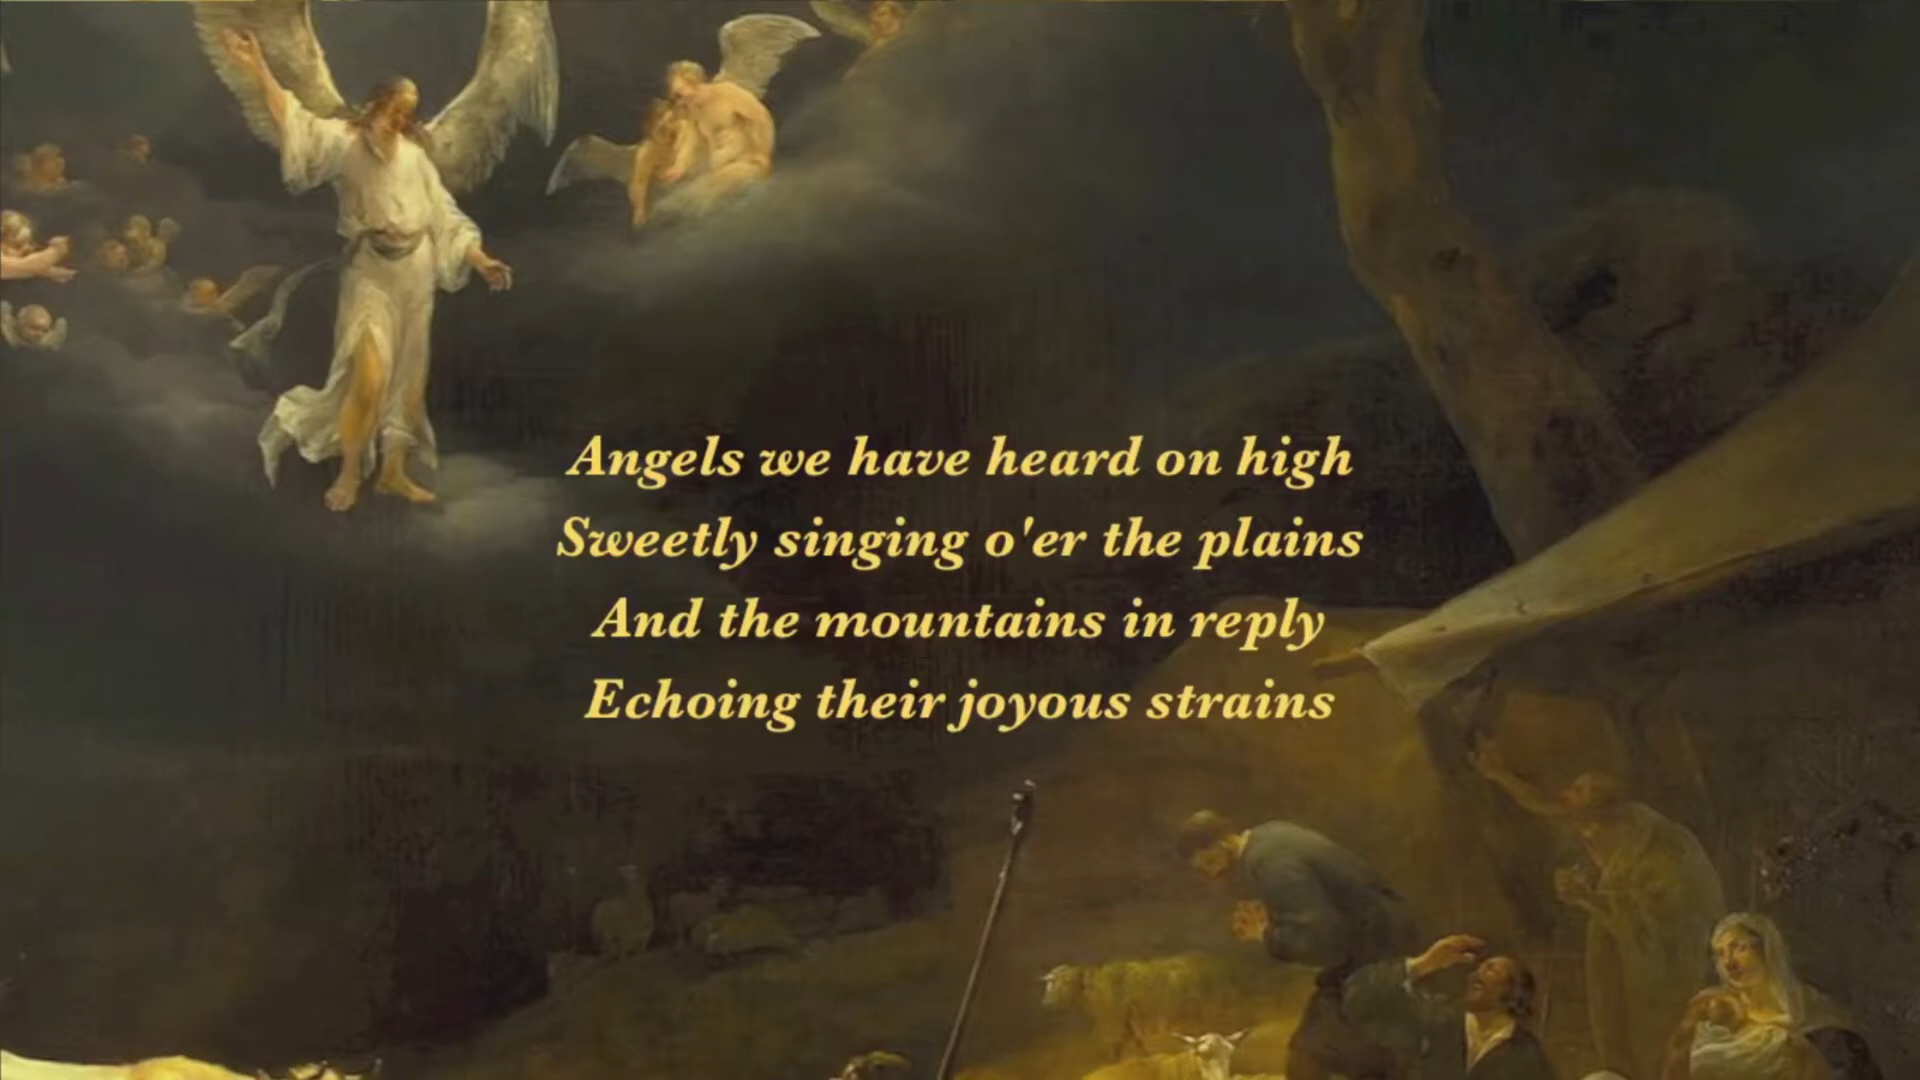 Angels we have heard on high
Sweetly singing o'er the plains
And the mountains in reply
Echoing their joyous strains